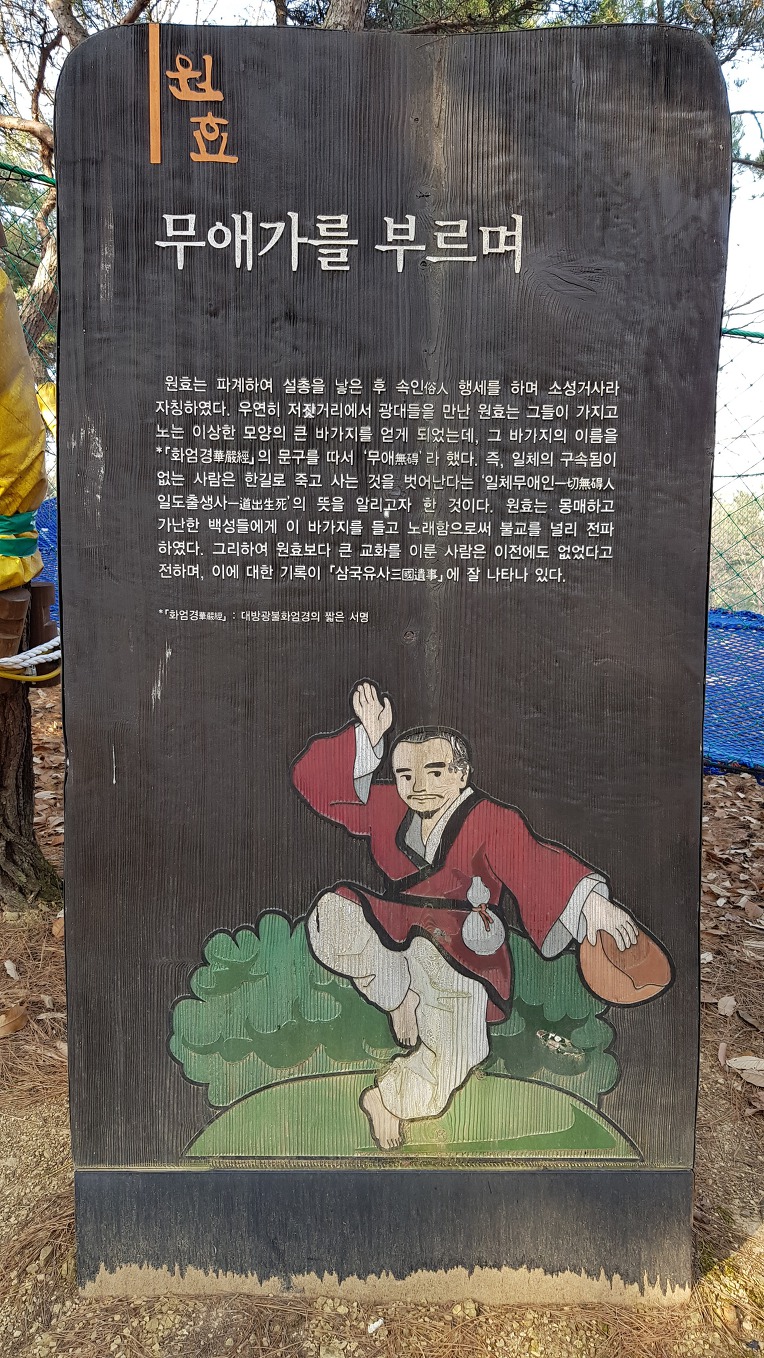 원효
무애가를 부르며
원효는 파계하여 설총을 낳은 후 속인俗人 행세를 하며 소성거사라
자칭하였다. 우연히 저잣거리에서 광대들을 만난 원효는 그들이 가지고
노는 이상한 모양의 큰 바가지를 얻게 되었는데, 그 바가지의 이름을
*『화엄경華嚴經』의 문구를 따서 '무애無碍' 라 했다. 즉, 일체의 구속됨이
없는 사람은 한길로 죽고 사는 것을 벗어난다는 '일체무애인一切無碍人
일도출생사一道出生死'의 뜻을 알리고자 한 것이다. 원효는 몽매하고
가난한 백성들에게 이 바가지를 들고 노래함으로써 불교를 널리 전파
하였다. 그리하여 원효보다 큰 교화를 이룬 사람은 이전에도 없었다고
전하며, 이에 대한 기록이 『삼국유사三國遺事』에 잘 나타나 있다.
*『화엄경華嚴經』 : 대방광불화엄경의 짧은 서명